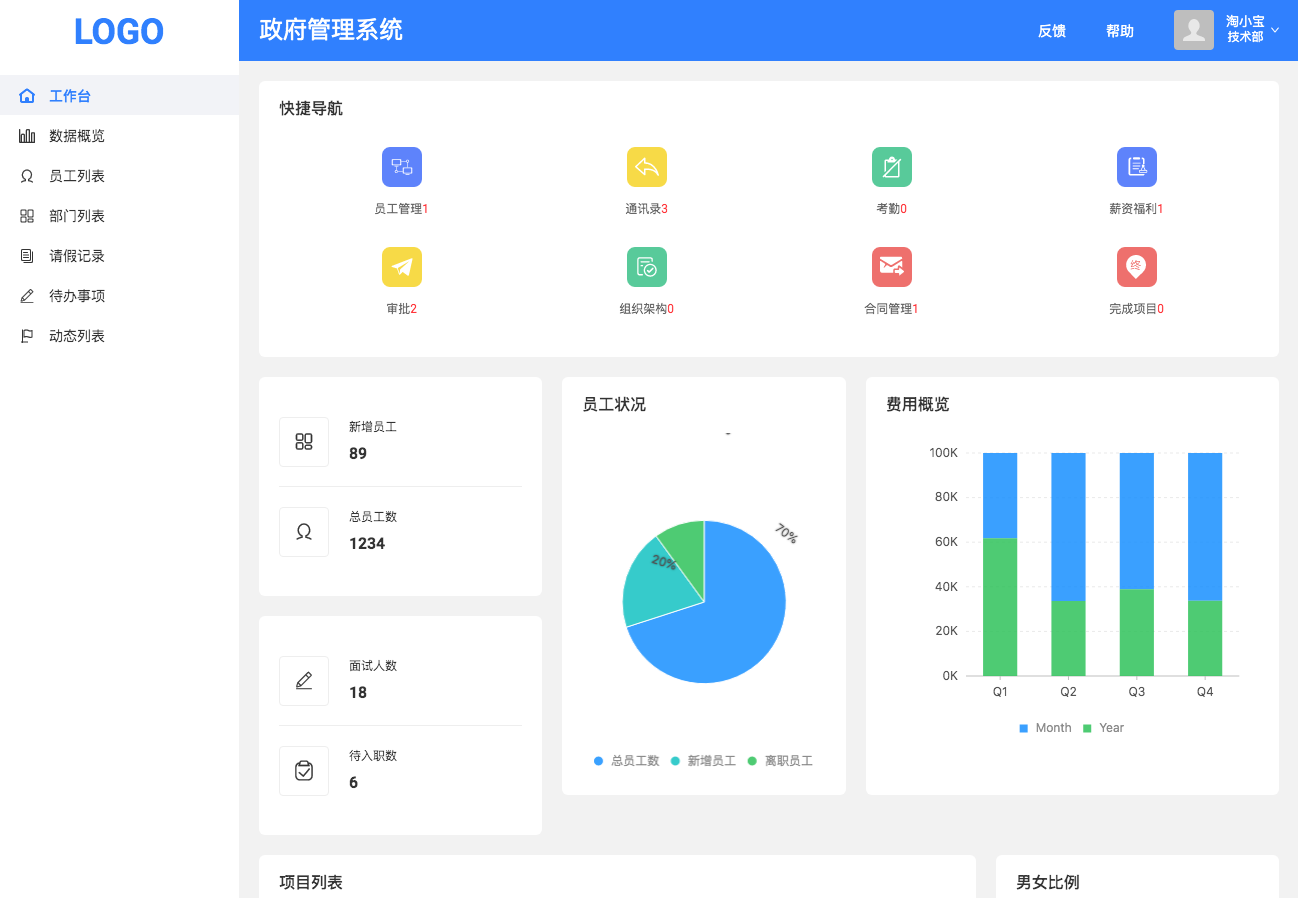 LOGO
政府管理系统
反馈
帮助
淘小宝
技术部
工作台
数据概览
员工列表
部门列表
请假记录
待办事项
动态列表
快捷导航
员工管理1
通讯录3
考勤0
薪资福利1
终
审批2
组织架构0
合同管理1
完成项目0
新增员工
89
总员工数
1234
面试人数
18
待入职数
6
员工状况
-
70%
20%
总员工数
新增员工
离职员工
费用概览
100K
80K
60K
40K
20K
0K
Q1
Q2
Q3
Q4
Month
Year
项目列表
男女比例